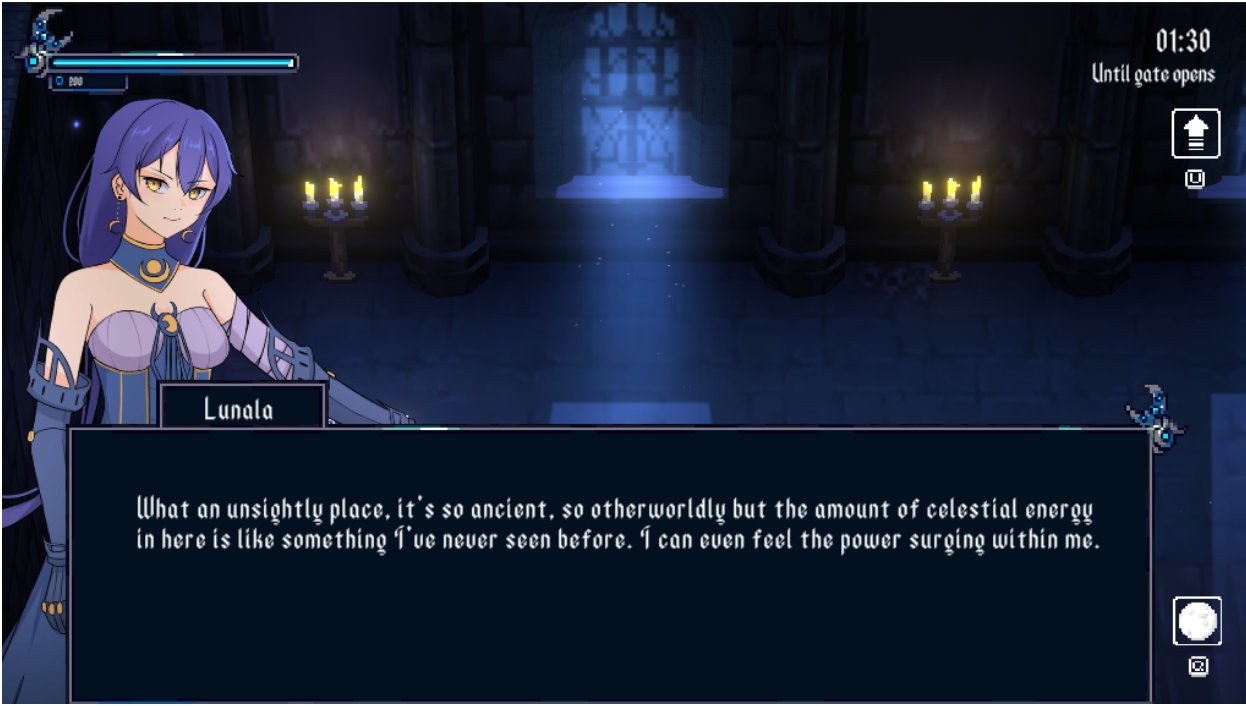 200
01:30
Until gate opens
U
Lunala
What an unsightly place, it's so ancient, so otherworldly but the amount of celestial energy
in here is like something I've never seen before. I can even feel the power surging within me.
Q